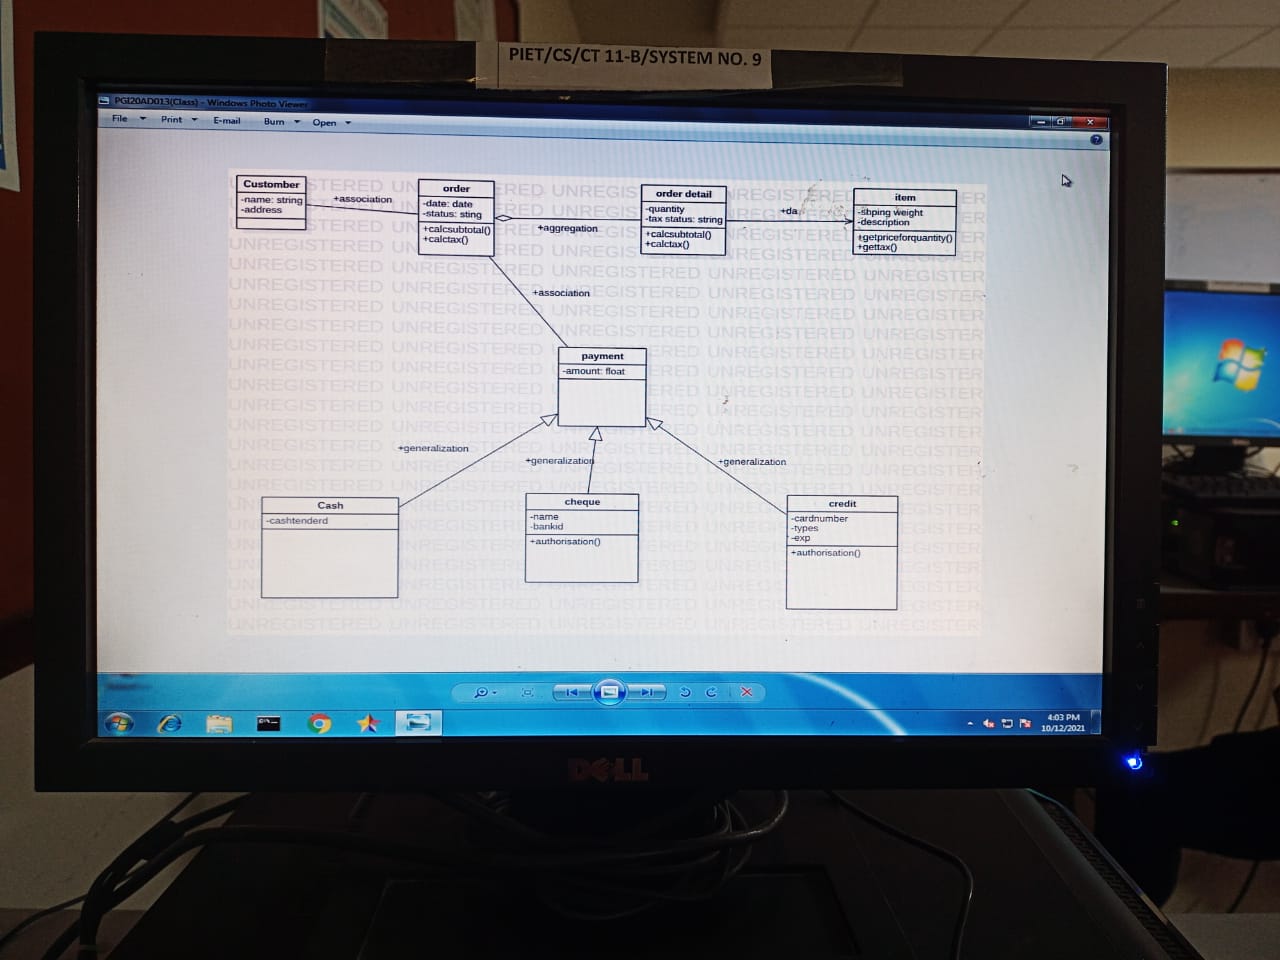 PIET/CS/CT 11-B/SYSTEM NO. 9
PGI20AD013(Class) - Windows Photo Viewer
File Print E-mail Burn Open
Customber
-name: string
-address
+association
order
-date: date
-status: sting
+calcsubtotal()
+calctax()
+aggregation
order detail
-quantity
-tax status: string
+calcsubtotal()
+calctax()
+da
item
-shping weight
-description
+getpriceforquantity()
+gettax()
+association
payment
-amount: float
+generalization
+generalization
+generalization
Cash
-cashtenderd
cheque
-name
-bankid
+authorisation()
credit
-cardnumber
-types
-exp
+authorisation()
UNREGISTERED UNREGISTERED UNREGISTERED UNREGISTERED UNREGISTER
4:03 PM
10/12/2021
DELL